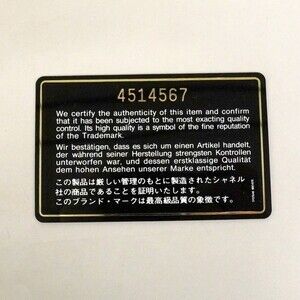 4514567
We certify the authenticity of this item and confirm
that it has been subjected to the most exacting quality
control. Its high quality is a symbol of the fine reputation
of the Trademark.
Wir bestätigen, dass es sich um einen Artikel handelt,
der während seiner Herstellung strengsten Kontrollen
unterworfen war, und dessen erstklassige Qualität
dem hohen Ansehen unserer Marke entspricht.
この製品は厳しい管理のもとに製造されたシャネル
社の商品であることを証明いたします。
このブランド・マークは最高級品質の象徴です。